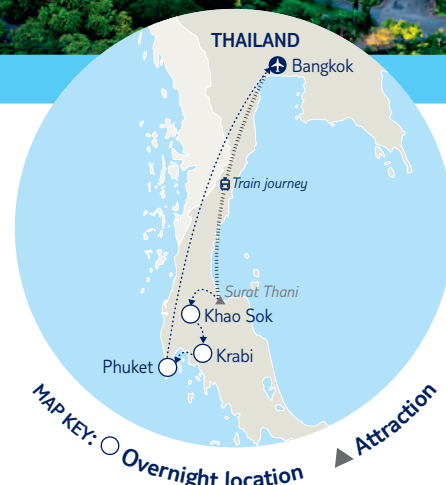 THAILAND
Bangkok
Train journey
Surat Thani
Khao Sok
Krabi
Phuket
MAP KEY: Overnight location Attraction